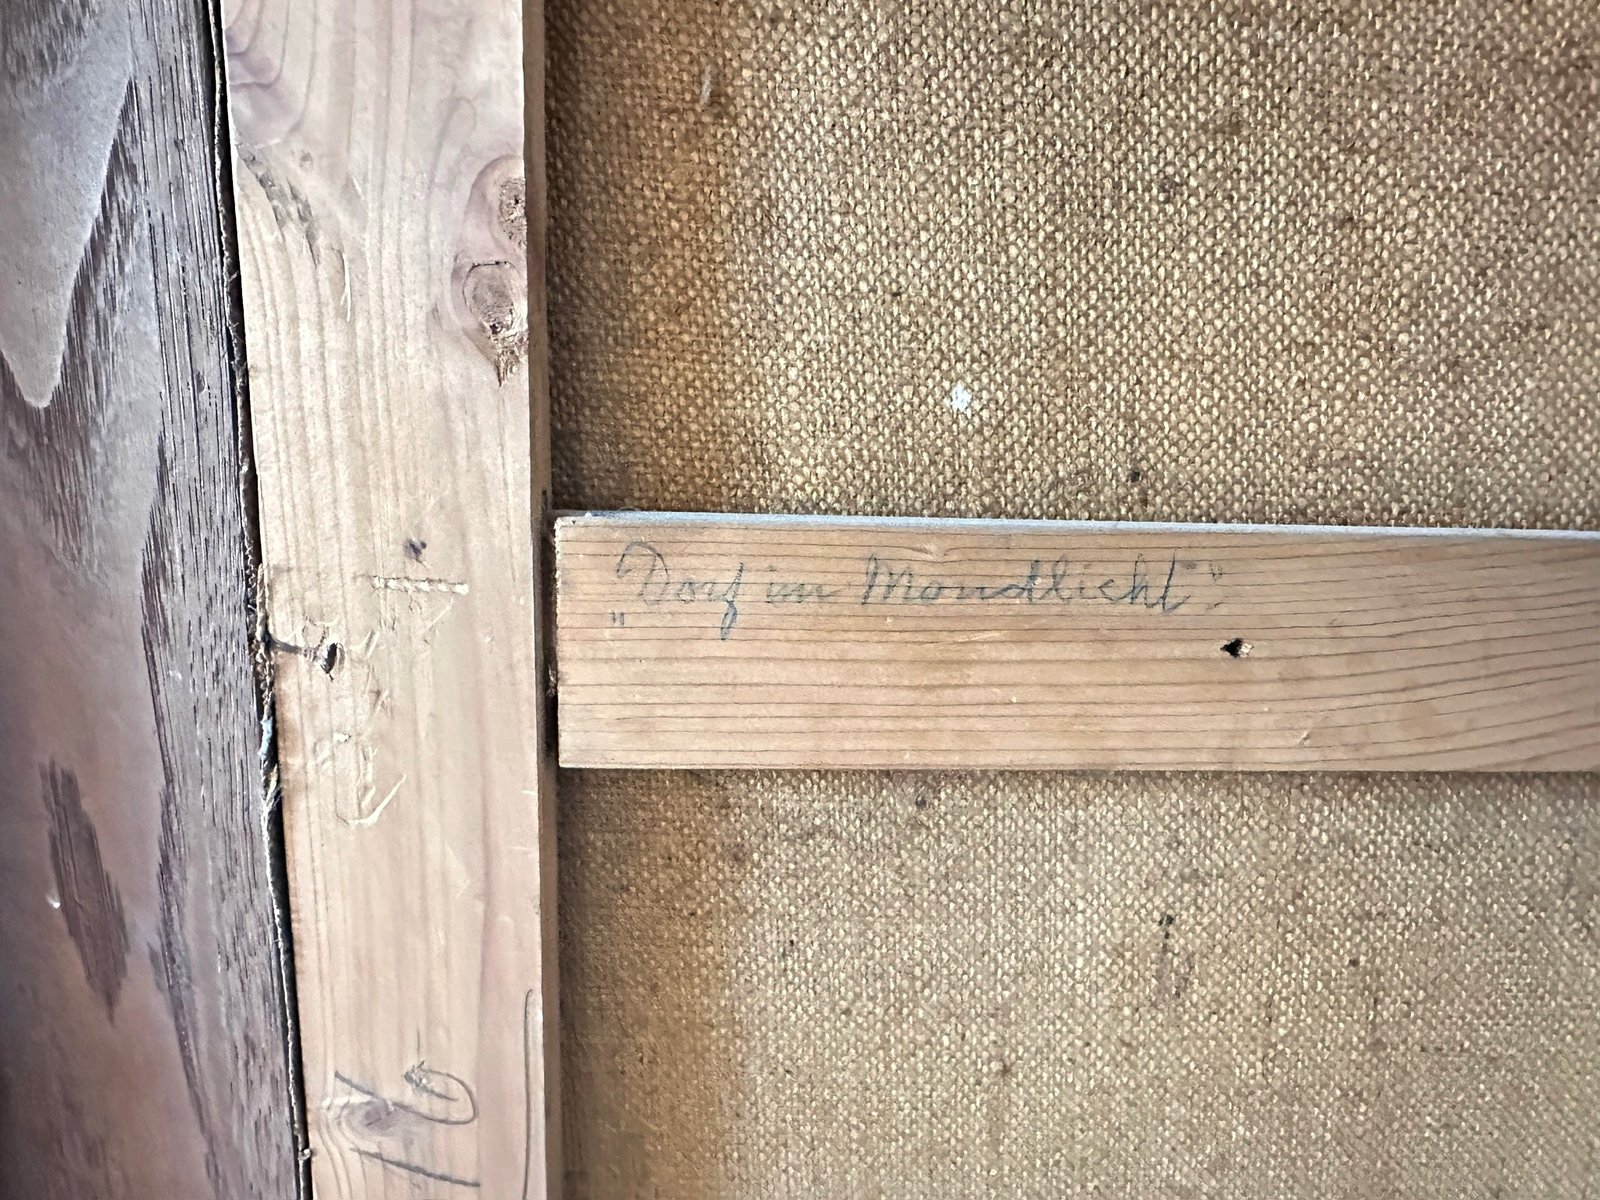 „Dorf im Mondlicht“